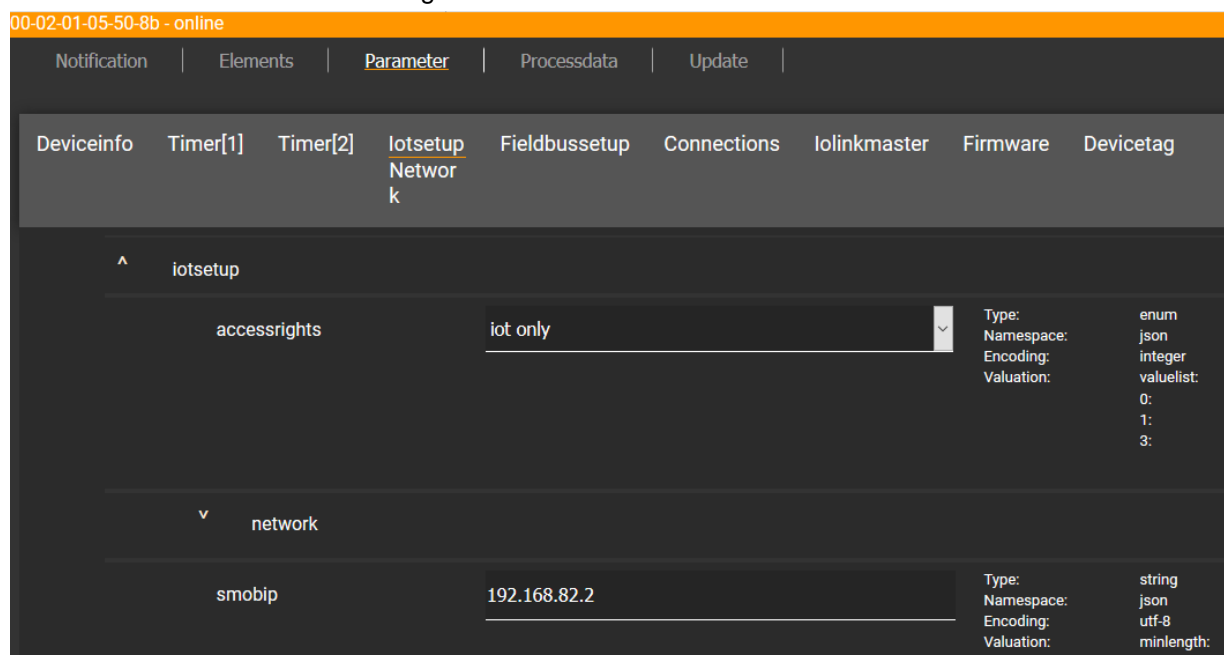 00-02-01-05-50-8b - online
Notification | Elements | Parameter | Processdata | Update |
Deviceinfo Timer[1] Timer[2] Iotsetup Fieldbussetup Connections Iolinkmaster Firmware Devicetag
Networ
k
^ iotsetup
accessrights iot only Type: enum
Namespace: json
Encoding: integer
Valuation: valuelist:
0:
1:
3:
v network
smobip 192.168.82.2 Type: string
Namespace: json
Encoding: utf-8
Valuation: minlength: